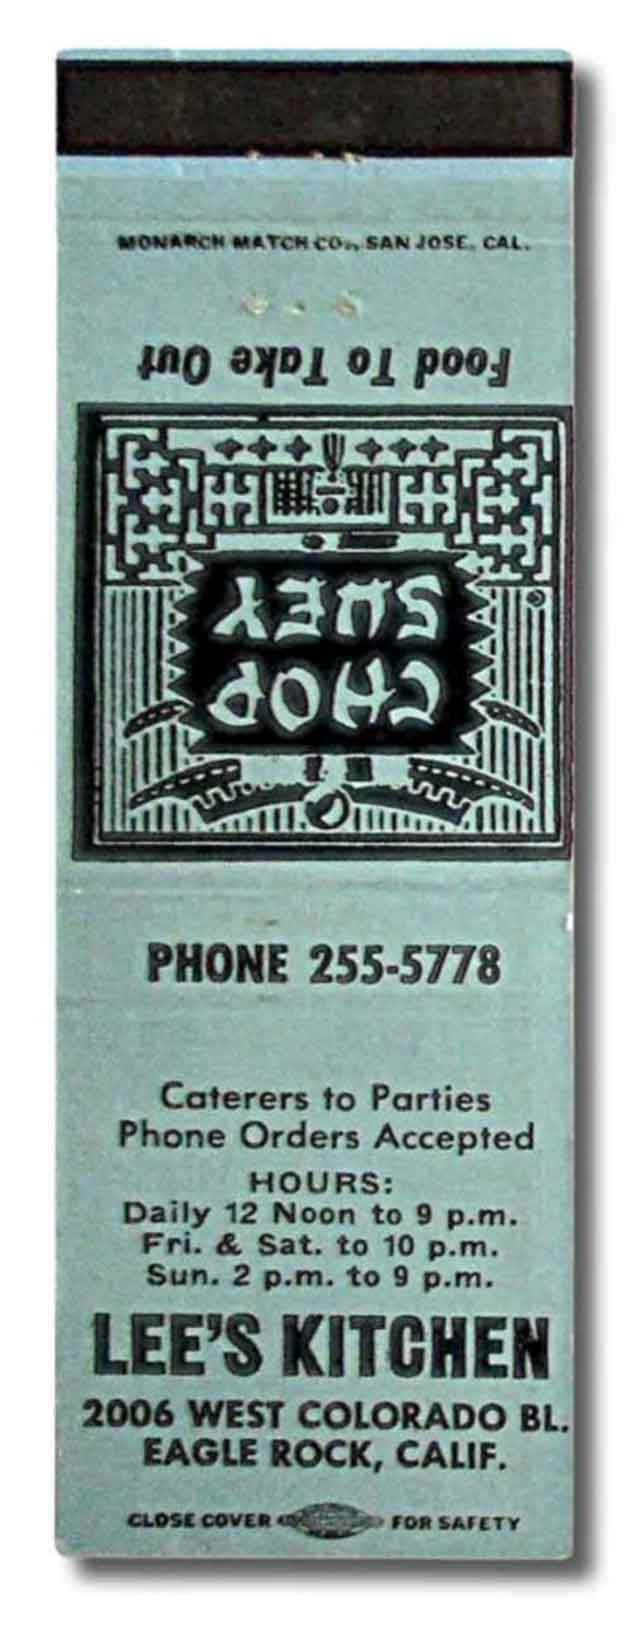 MONARCH MATCH CO., SAN JOSE, CAL.
Food To Take Out
CHOP
SUEY
PHONE 255-5778
Caterers to Parties
Phone Orders Accepted
HOURS:
Daily 12 Noon to 9 p.m.
Fri. & Sat. to 10 p.m.
Sun. 2 p.m. to 9 p.m.
LEE'S KITCHEN
2006 WEST COLORADO BL.
EAGLE ROCK, CALIF.
CLOSE COVER FOR SAFETY